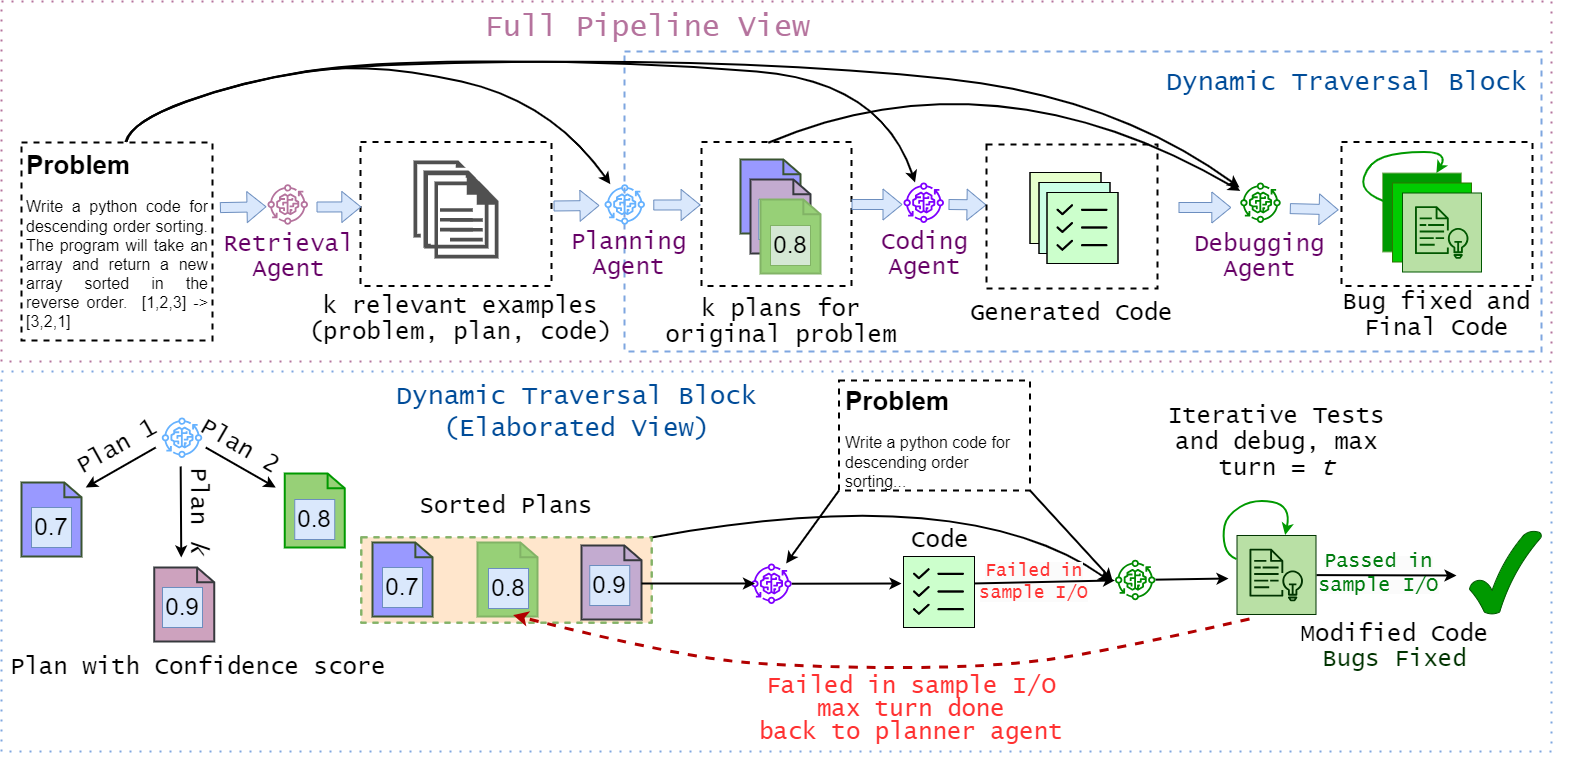 Full Pipeline View
Dynamic Traversal Block
Problem
Write a python code for
descending order sorting.
The program will take an
array and return a new
array sorted in the
reverse order. [1,2,3] ->
[3,2,1]
Retrieval
Agent
k relevant examples
(problem, plan, code)
Planning
Agent
0.8
k plans for
original problem
Coding
Agent
Generated Code
Debugging
Agent
Bug fixed and
Final Code
Dynamic Traversal Block
(Elaborated View)
Plan 1
Plan 2
Plan k
0.7
0.8
0.9
Plan with Confidence score
Sorted Plans
0.7
0.8
0.9
Problem
Write a python code for
descending order
sorting...
Code
Failed in
sample I/O
Iterative Tests
and debug, max
turn = t
Passed in
sample I/O
Modified Code
Bugs Fixed
Failed in sample I/O
max turn done
back to planner agent